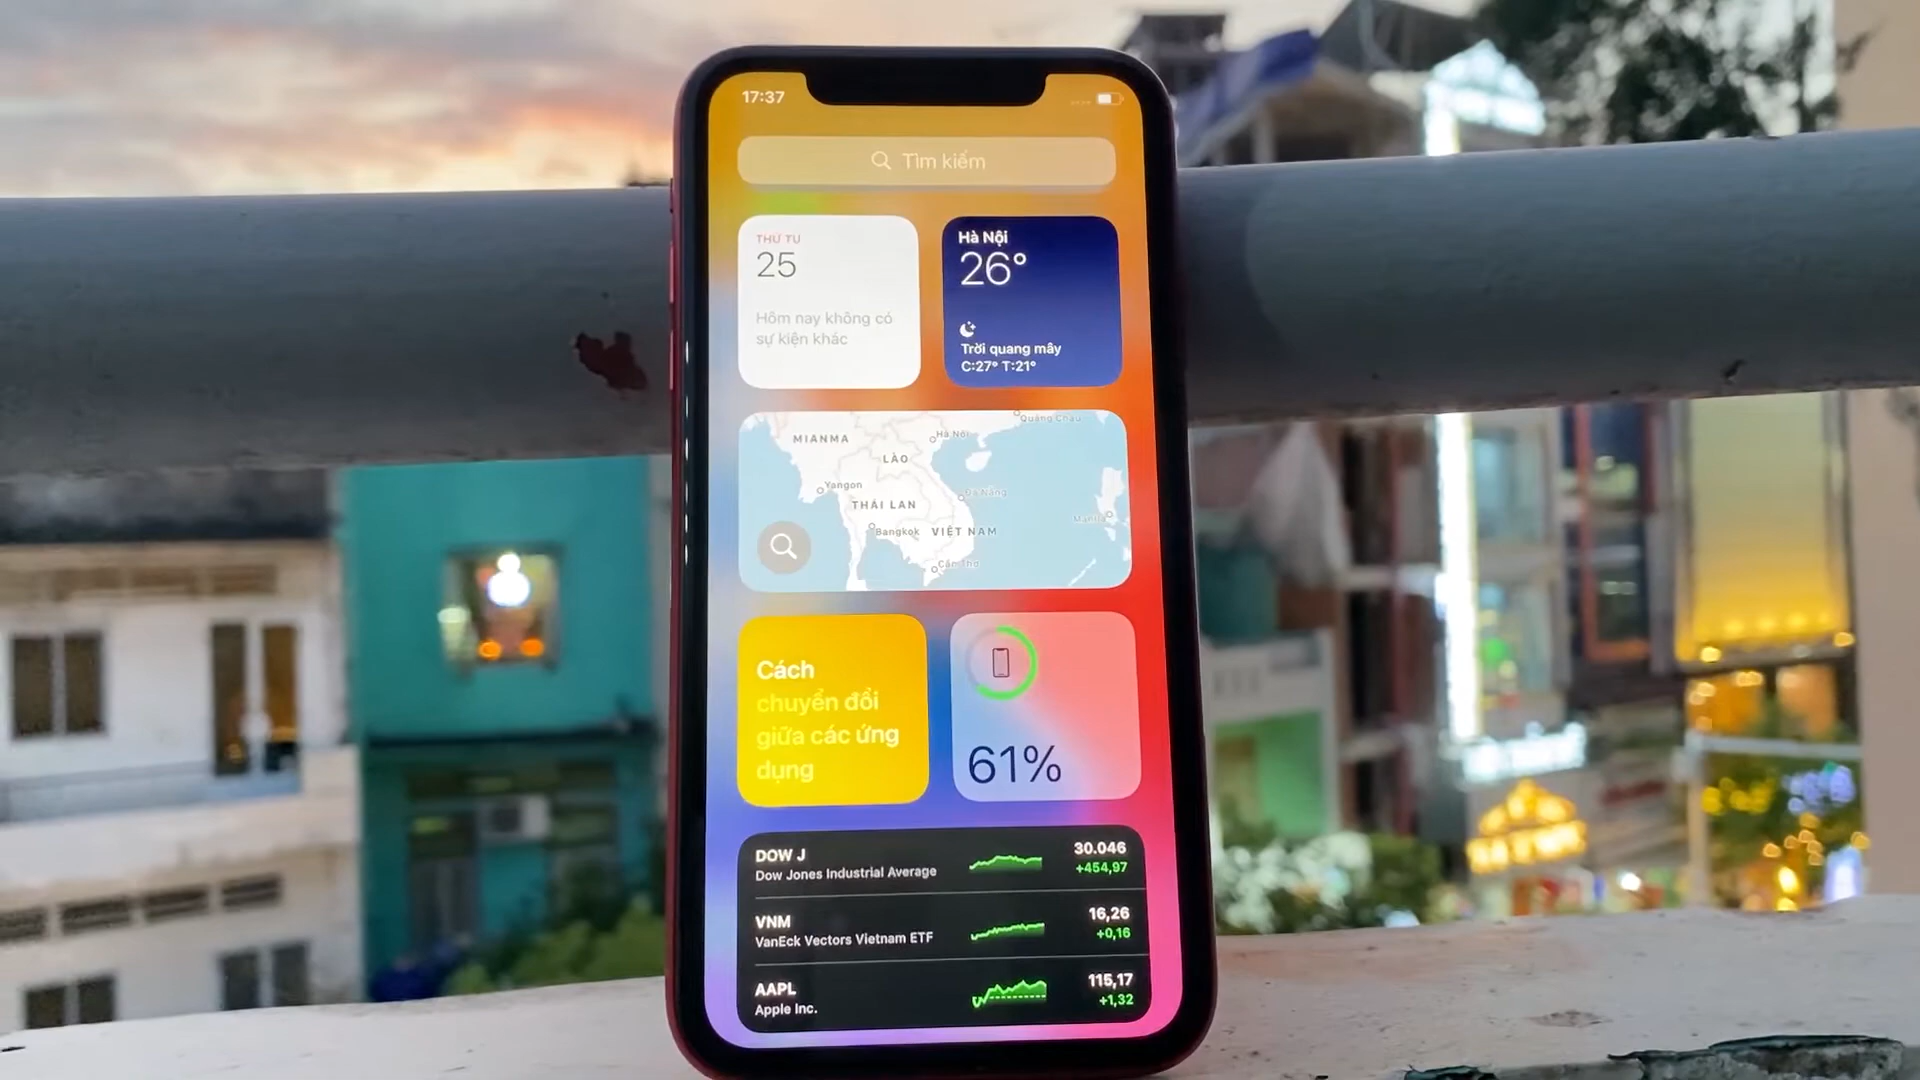 17:37
Tìm kiếm
THỨ TƯ
25
Hôm nay không có
sự kiện khác
Hà Nội
26°
Trời quang mây
C:27° T:21°
Quảng Châu
MIANMA
Hà Nội
LÀO
Yangon
Đà Nẵng
THÁI LAN
Manila
Bangkok
VIỆT NAM
Cần Thơ
Cách
chuyển đổi
giữa các ứng
dụng
61%
DOW J
30.046
Dow Jones Industrial Average
+454,97
VNM
16,26
VanEck Vectors Vietnam ETF
+0,16
AAPL
115,17
Apple Inc.
+1,32